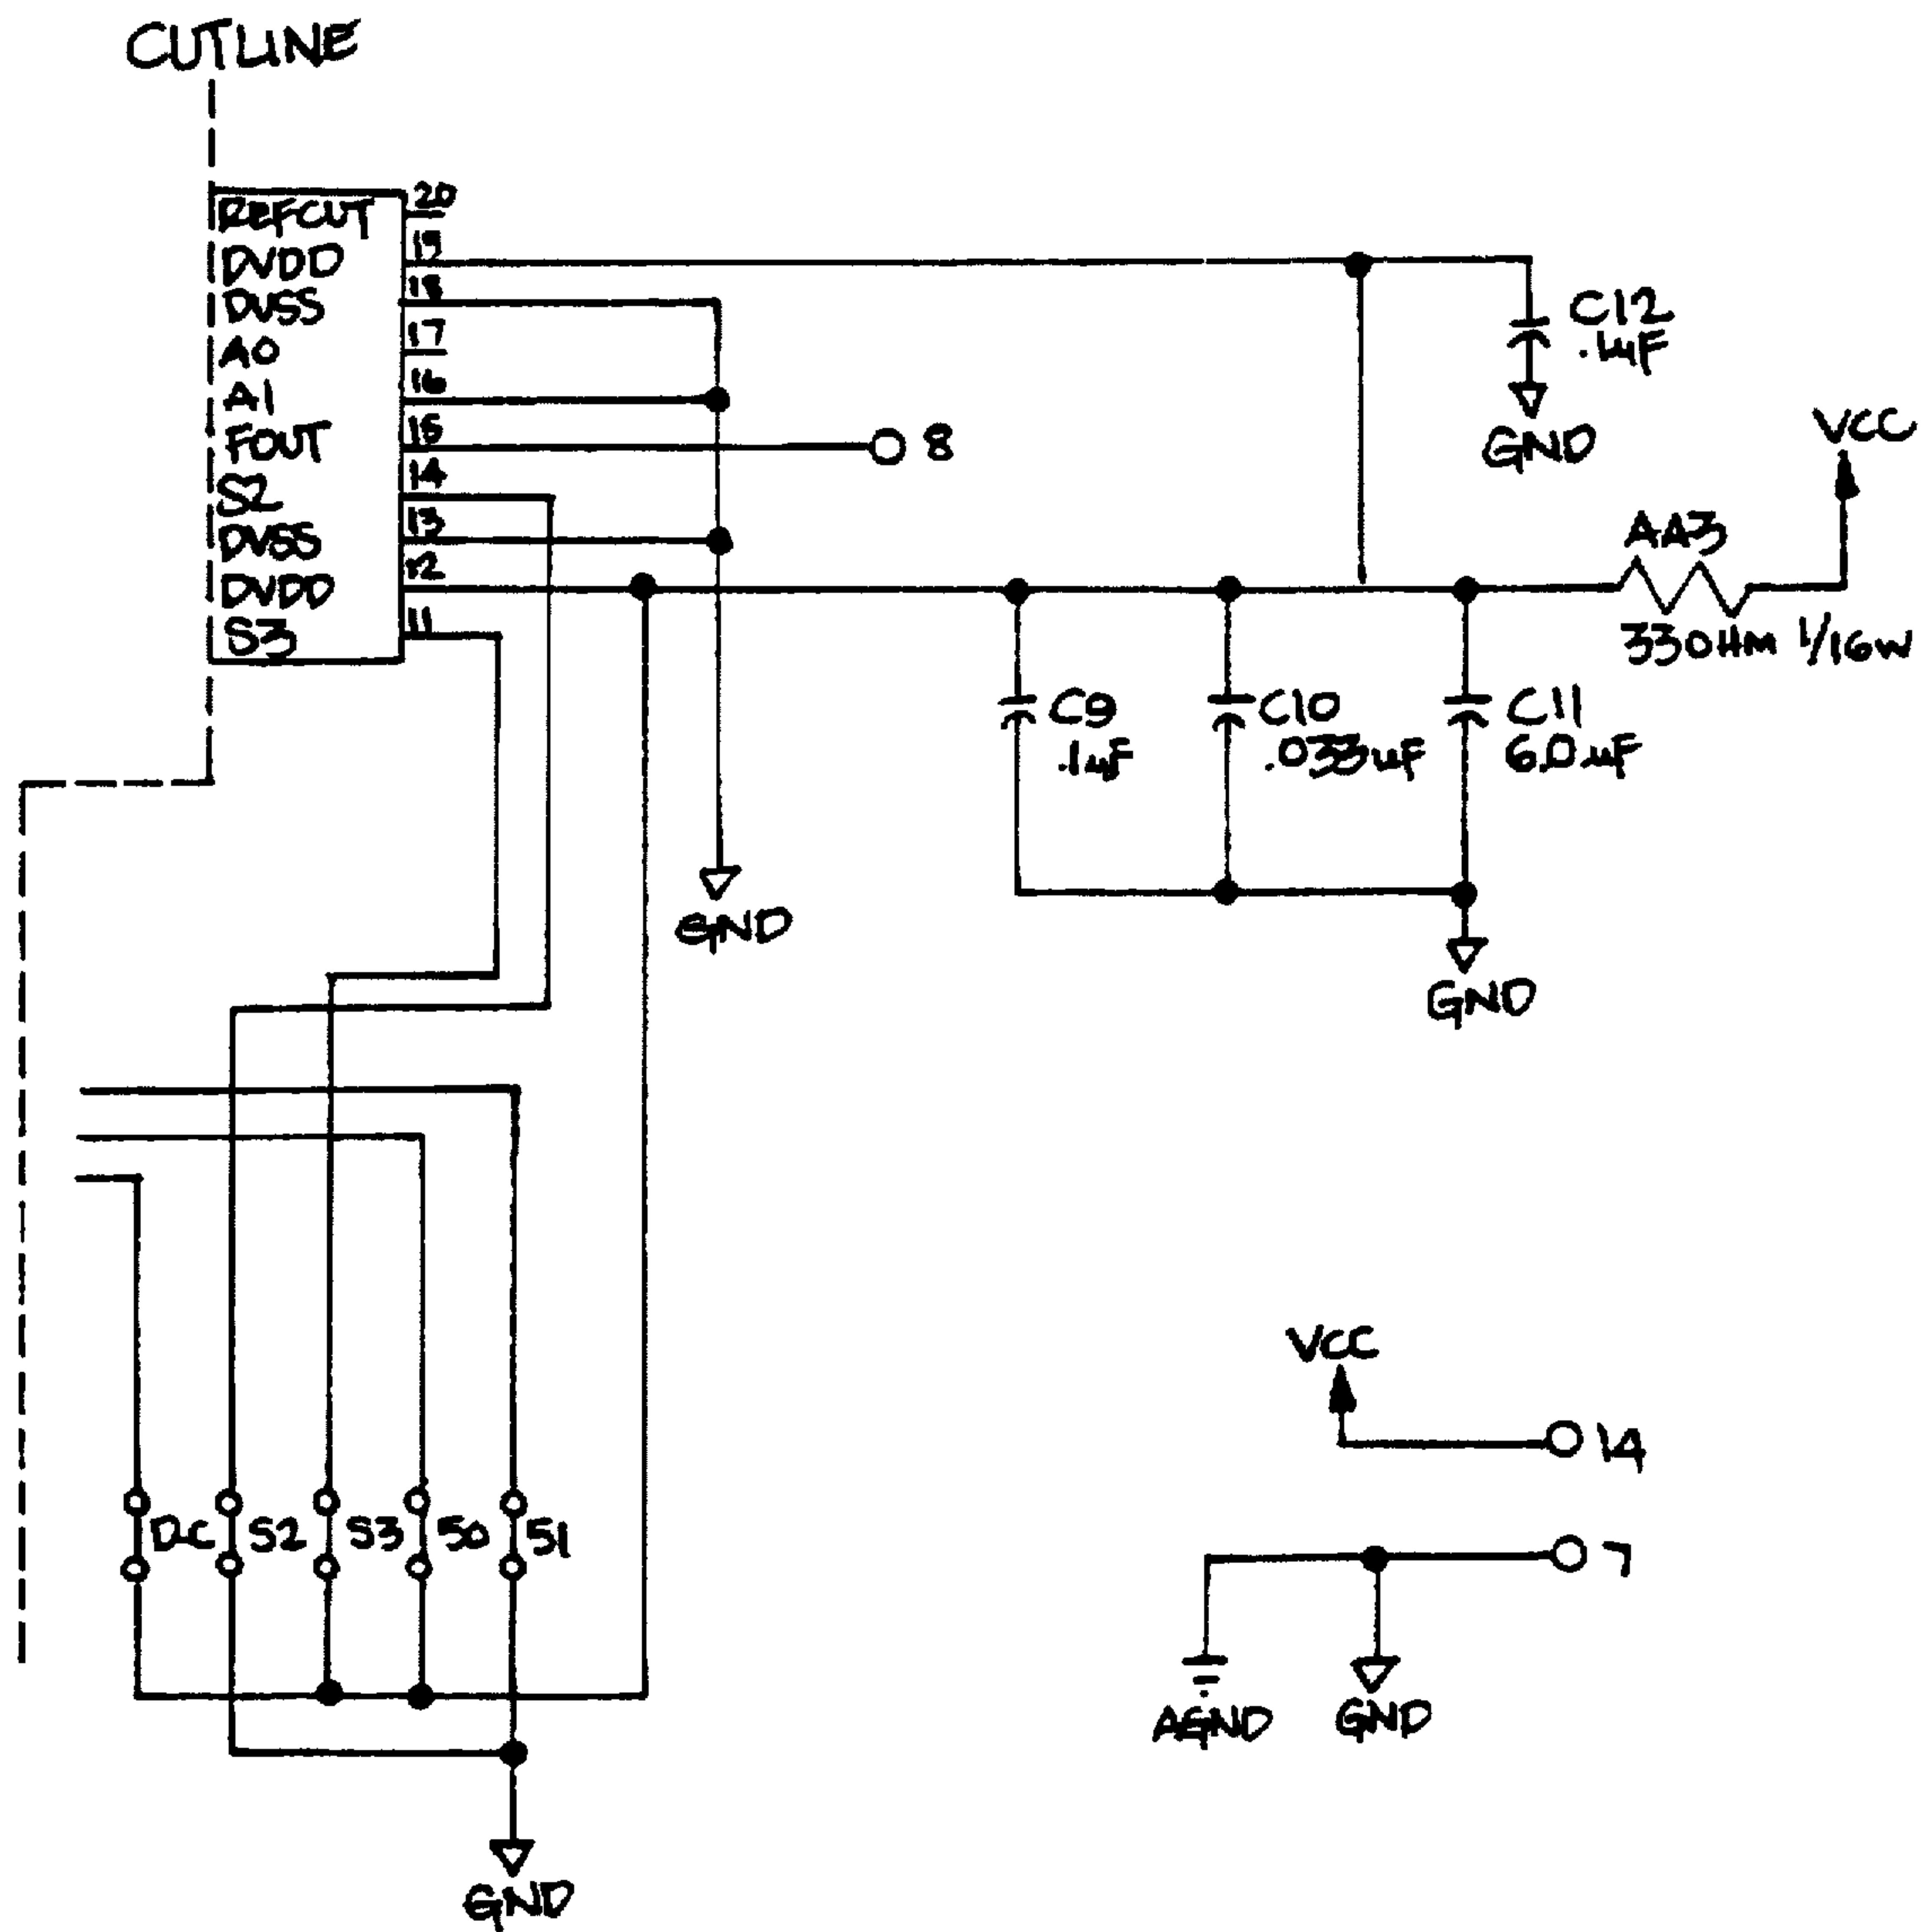 CUTLINE
20
REFOUT
19
DVDD
18
DVSS
17
A0
16
A1
15
FOUT
14
S2
13
DVSS
12
DVDD
11
S3
8
C12
.1uF
GND
VCC
AA3
33OHM 1/16W
C9
.1uF
C10
.033uF
C11
6.0uF
GND
GND
VCC
14
7
AGND
GND
DC
S2
S3
S0
S1
GND